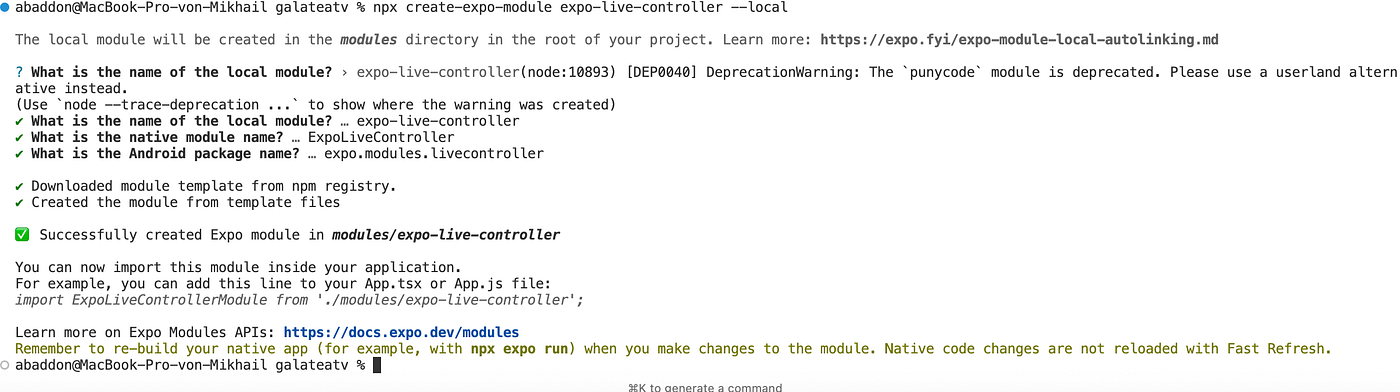 abaddon@MacBook-Pro-von-Mikhail galateatv % npx create-expo-module expo-live-controller --local
The local module will be created in the modules directory in the root of your project. Learn more: https://expo.fyi/expo-module-local-autolinking.md
? What is the name of the local module? › expo-live-controller(node:10893) [DEP0040] DeprecationWarning: The `punycode` module is deprecated. Please use a userland altern
ative instead.
(Use `node --trace-deprecation ...` to show where the warning was created)
✔ What is the name of the local module? … expo-live-controller
✔ What is the native module name? … ExpoLiveController
✔ What is the Android package name? … expo.modules.livecontroller
✔ Downloaded module template from npm registry.
✔ Created the module from template files
✅ Successfully created Expo module in modules/expo-live-controller
You can now import this module inside your application.
For example, you can add this line to your App.tsx or App.js file:
import ExpoLiveControllerModule from './modules/expo-live-controller';
Learn more on Expo Modules APIs: https://docs.expo.dev/modules
Remember to re-build your native app (for example, with npx expo run) when you make changes to the module. Native code changes are not reloaded with Fast Refresh.
abaddon@MacBook-Pro-von-Mikhail galateatv %
⌘K to generate a command